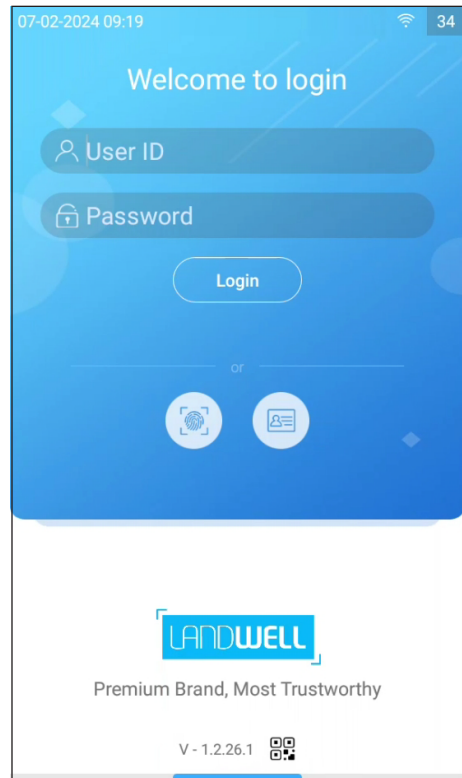 07-02-2024 09:19 34
Welcome to login
User ID
Password
Login
or
LANDWELL
Premium Brand, Most Trustworthy
V - 1.2.26.1